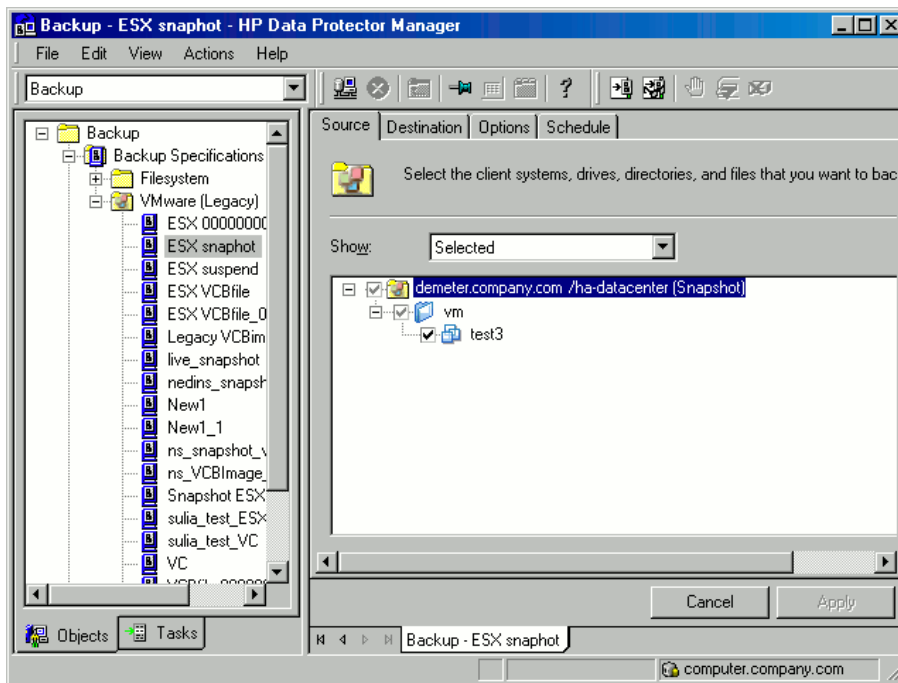 Backup - ESX snaphot - HP Data Protector Manager
File Edit View Actions Help
Backup
?
Backup
Backup Specifications
Filesystem
VMware (Legacy)
ESX 00000000
ESX snaphot
ESX suspend
ESX VCBfile
ESX VCBfile_0
Legacy VCBim
live_snapshot
nedins_snapsh
New1
New1_1
ns_snapshot_v
ns_VCBImage_
Snapshot ESX
sulia_test_ESX
sulia_test_VC
VC
Objects Tasks
Source Destination Options Schedule
Select the client systems, drives, directories, and files that you want to bac
Show: Selected
demeter.company.com /ha-datacenter (Snapshot)
vm
test3
Cancel Apply
Backup - ESX snaphot
computer.company.com